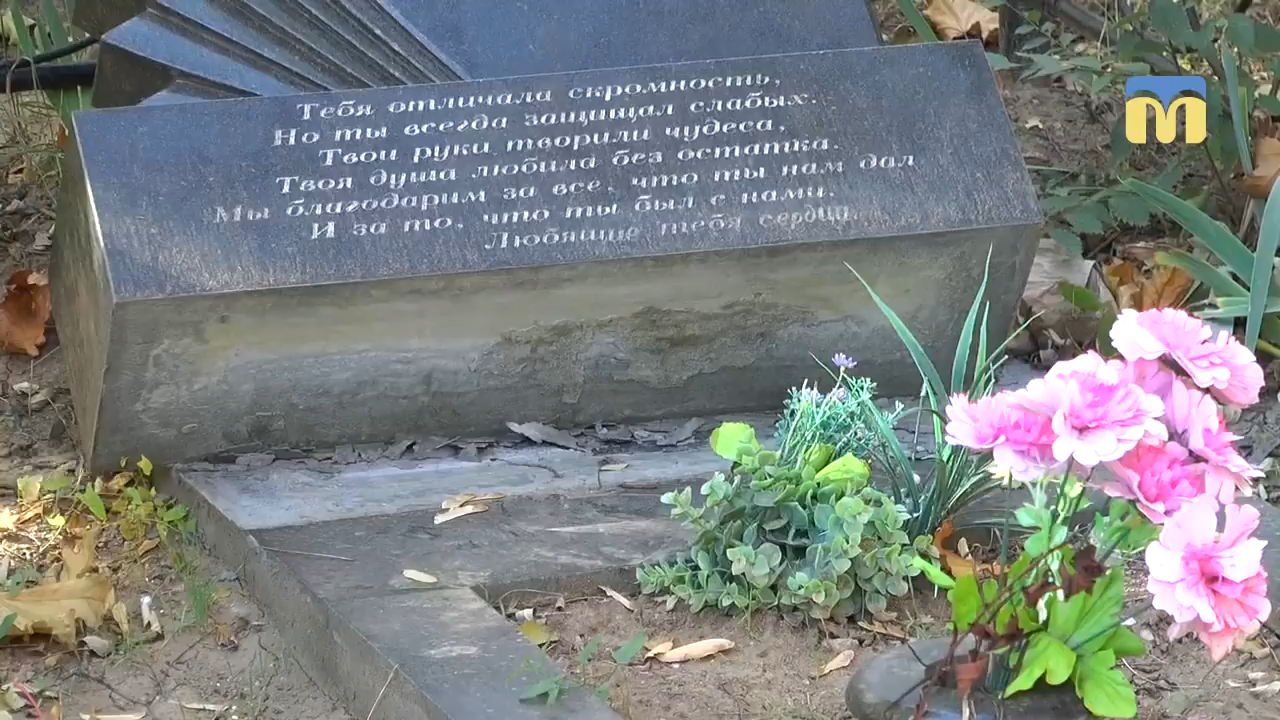 Тебя отличала скромность,
Но ты всегда защищал слабых.
Твои руки творили чудеса,
Твоя душа любила без остатка.
Мы благодарим за все, что ты нам дал
И за то, что ты был с нами.
Любящие тебя сердца.
m